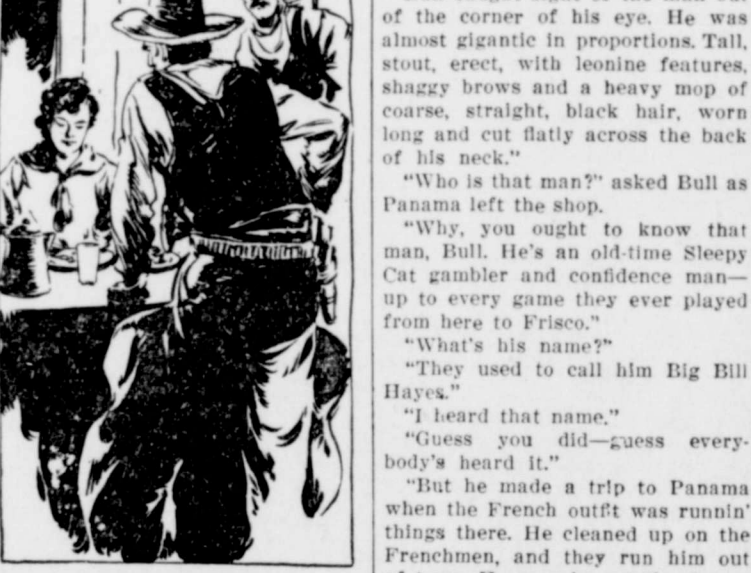 of the corner of his eye. He was
almost gigantic in proportions. Tall,
stout, erect, with leonine features,
shaggy brows and a heavy mop of
coarse, straight, black hair, worn
long and cut flatly across the back
of his neck."
"Who is that man?" asked Bull as
Panama left the shop.
"Why, you ought to know that
man, Bull. He's an old-time Sleepy
Cat gambler and confidence man—
up to every game they ever played
from here to Frisco."
"What's his name?"
"They used to call him Big Bill
Hayes."
"I heard that name."
"Guess you did—guess every-
body's heard it."
"But he made a trip to Panama
when the French outfit was runnin'
things there. He cleaned up on the
Frenchmen, and they run him out